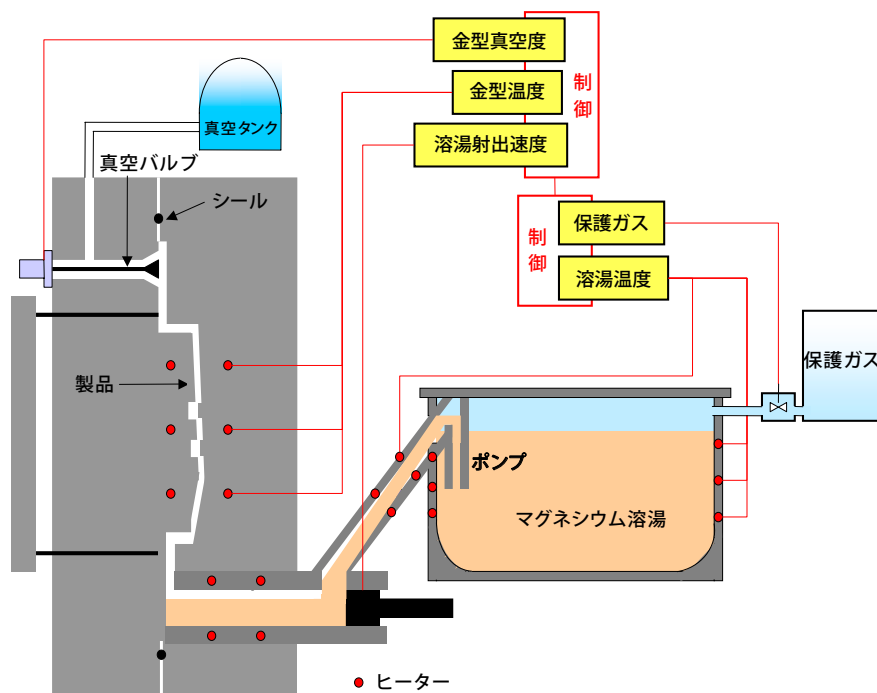 金型真空度
金型温度
制御
溶湯射出速度
真空タンク
真空バルブ
シール
保護ガス
制御
溶湯温度
保護ガス
製品
ポンプ
マグネシウム溶湯
ヒーター